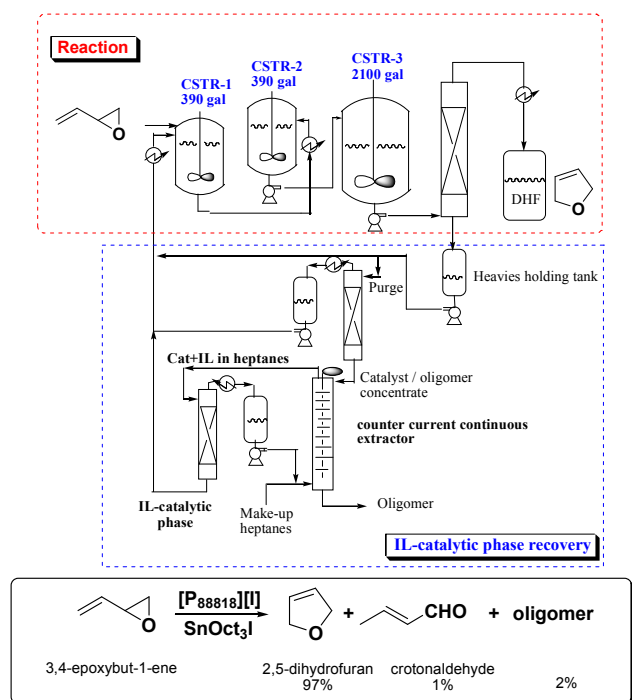 Reaction
CSTR-1
390 gal
CSTR-2
390 gal
CSTR-3
2100 gal
O
DHF
O
Heavies holding tank
Purge
Cat+IL in heptanes
Catalyst / oligomer
concentrate
counter current continuous
extractor
IL-catalytic
phase
Make-up
heptanes
Oligomer
IL-catalytic phase recovery
O
[P88818][I]
SnOct3I
O
+
CHO
+
oligomer
3,4-epoxybut-1-ene
2,5-dihydrofuran
97%
crotonaldehyde
1%
2%